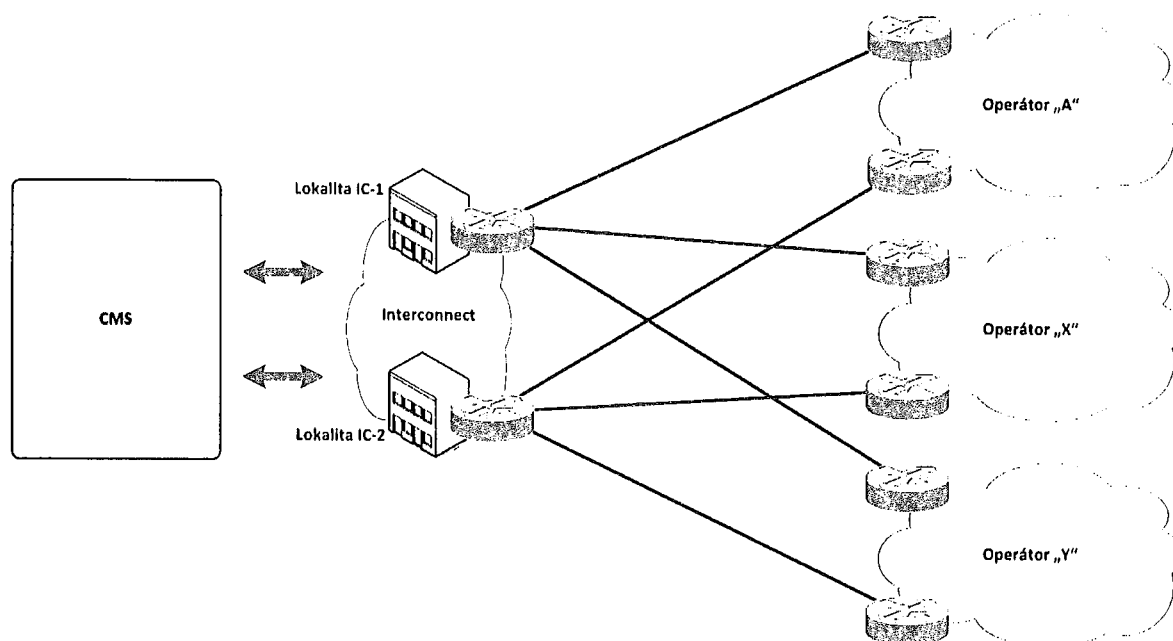 Operátor „A“
Lokalita IC-1
CMS
Interconnect
Operátor „X“
Lokalita IC-2
Operátor „Y“